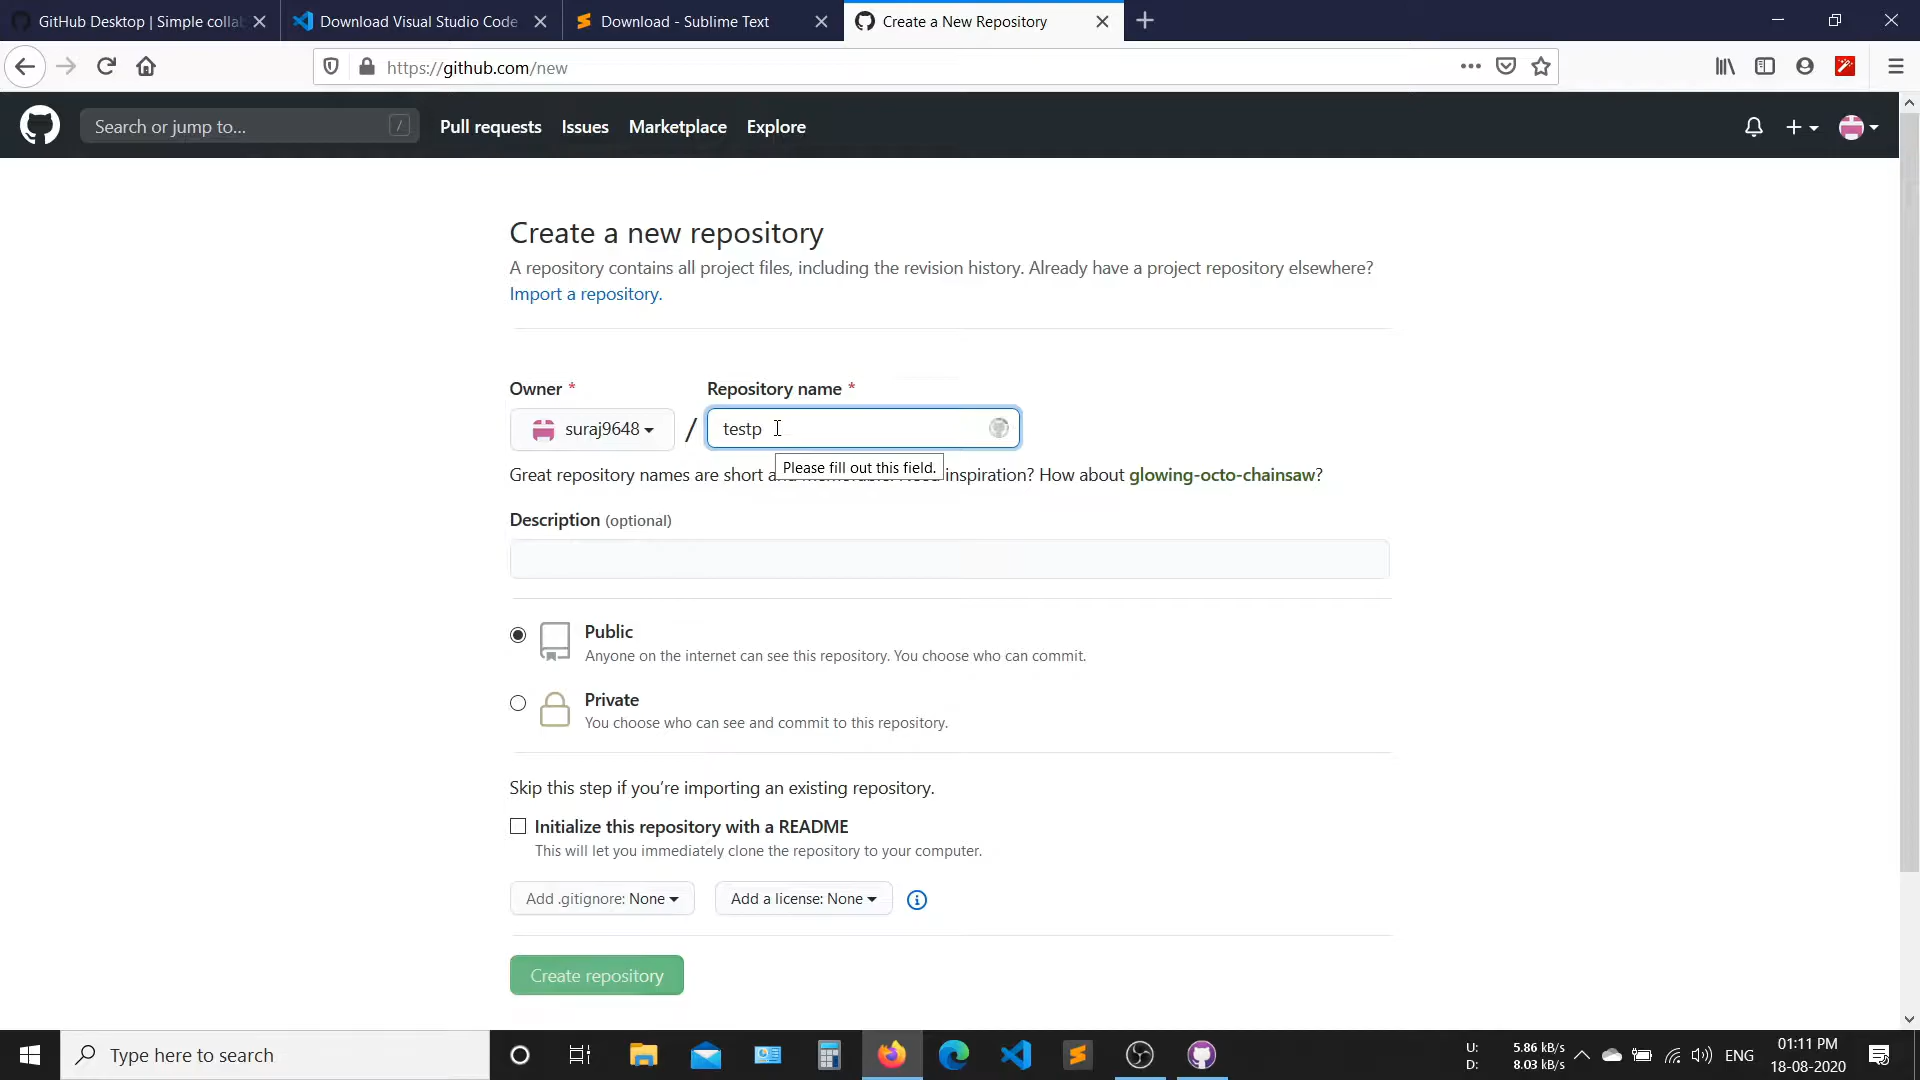 GitHub Desktop | Simple collab
Download Visual Studio Code
Download - Sublime Text
Create a New Repository
https://github.com/new
Search or jump to...
/
Pull requests
Issues
Marketplace
Explore
Create a new repository
A repository contains all project files, including the revision history. Already have a project repository elsewhere?
Import a repository.
Owner *
Repository name *
suraj9648
/
testp
Please fill out this field.
Great repository names are short a inspiration? How about glowing-octo-chainsaw?
Description (optional)
Public
Anyone on the internet can see this repository. You choose who can commit.
Private
You choose who can see and commit to this repository.
Skip this step if you’re importing an existing repository.
Initialize this repository with a README
This will let you immediately clone the repository to your computer.
Add .gitignore: None
Add a license: None
Create repository
Type here to search
U: 5.86 kB/s
D: 8.03 kB/s
ENG
01:11 PM
18-08-2020